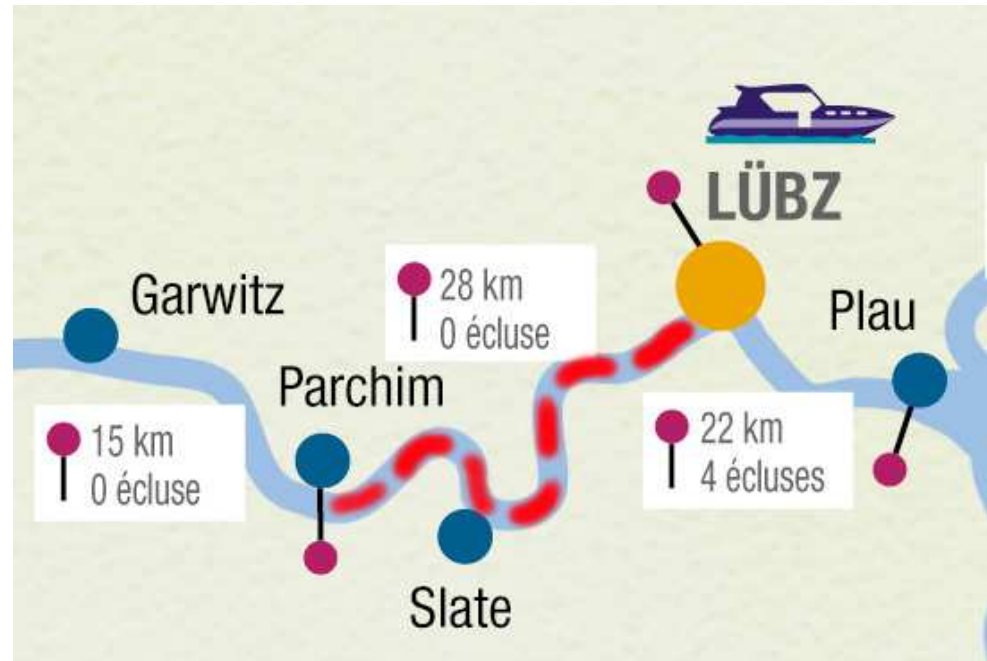 LÜBZ
28 km
0 écluse
Garwitz
Plau
Parchim
15 km
0 écluse
22 km
4 écluses
Slate